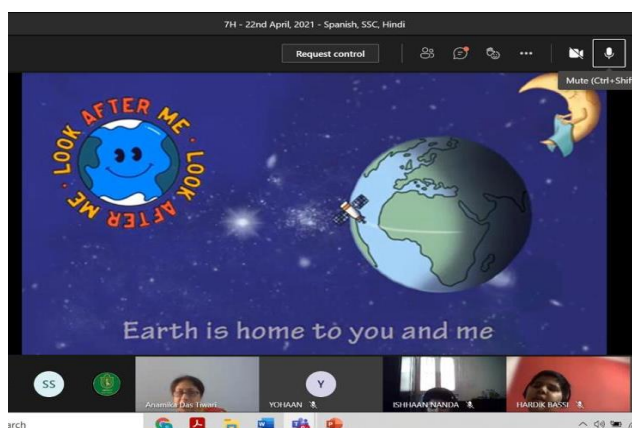 7H - 22nd April, 2021 - Spanish, SSC, Hindi
Request control
Mute (Ctrl+Shif
LOOK AFTER ME · LOOK AFTER ME ·
Earth is home to you and me
SS
Y
Anamika Das Tiwari
YOHAAN
ISHHAAN NANDA
HARDIK BASSI
arch